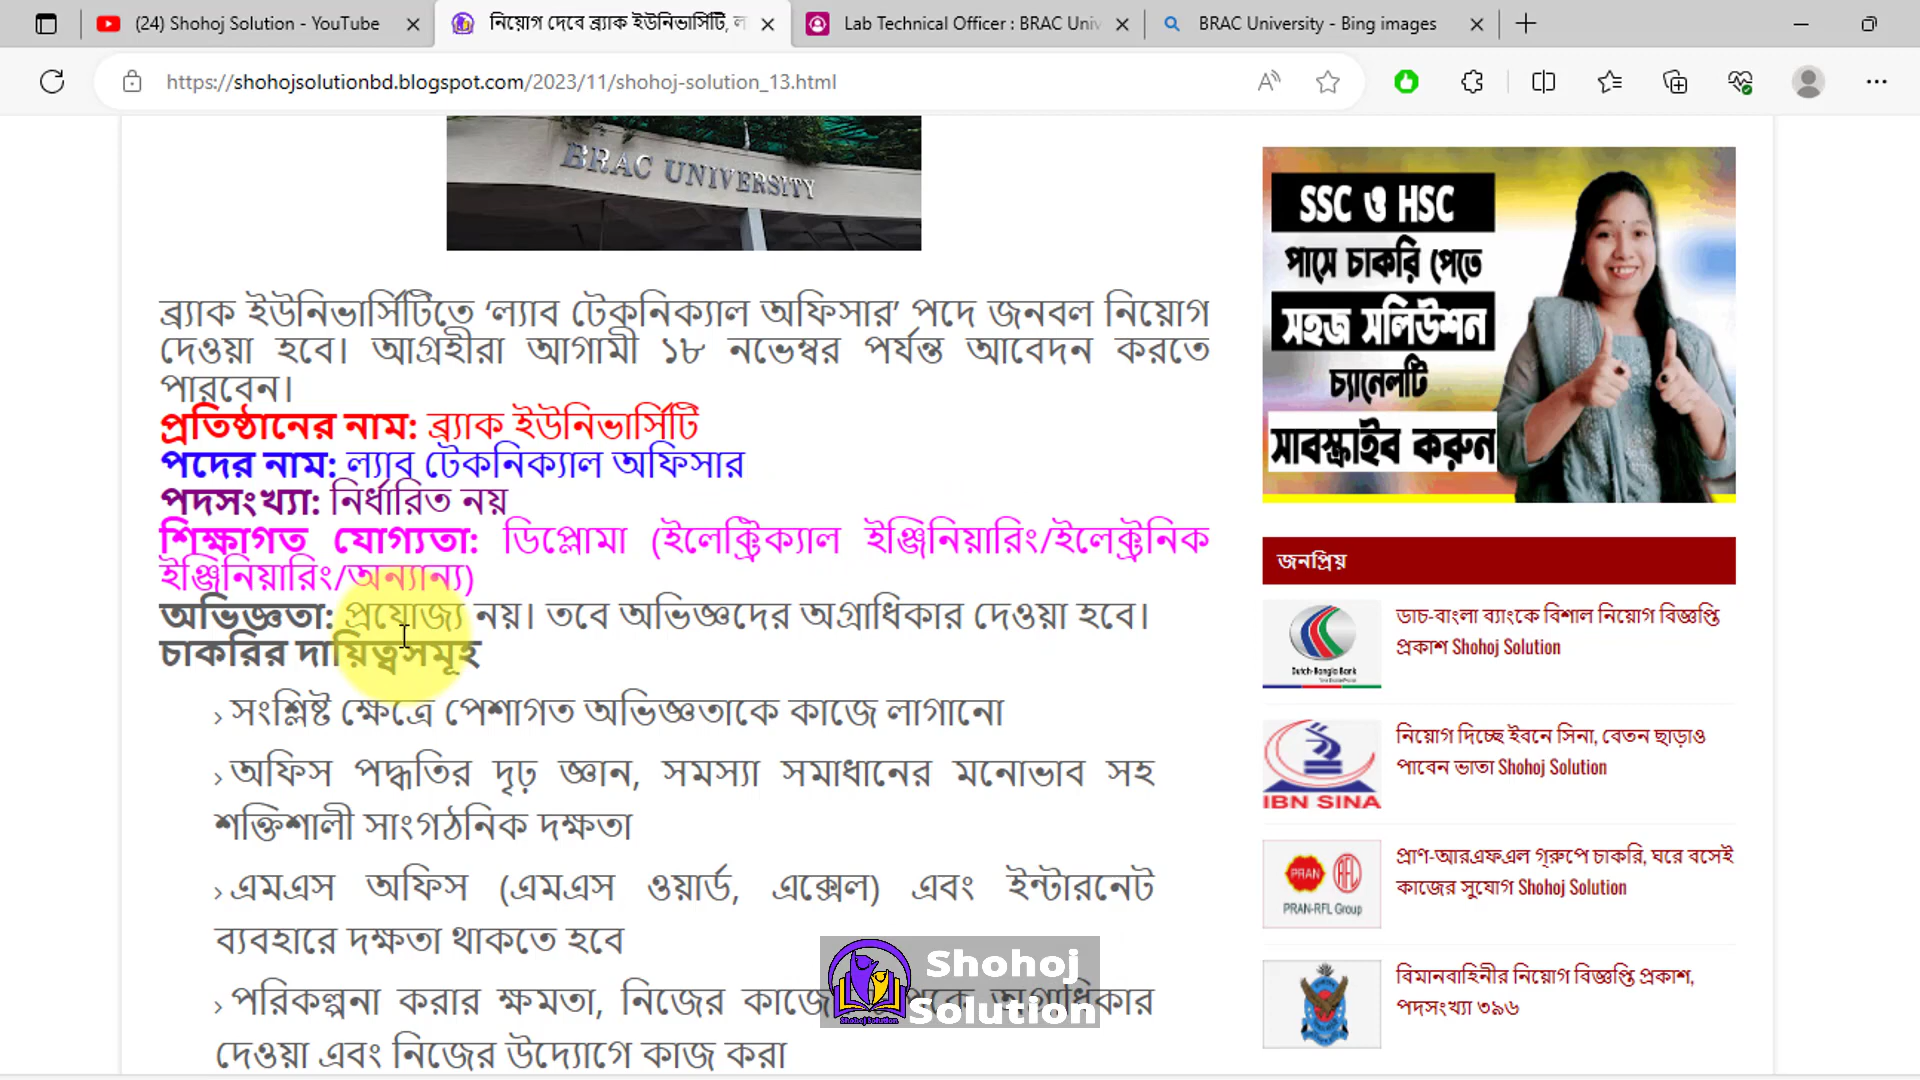 (24) Shohoj Solution - YouTube
নিয়োগ দেবে ব্র্যাক ইউনিভার্সিটি, ল
Lab Technical Officer : BRAC Univ
BRAC University - Bing images
https://shohojsolutionbd.blogspot.com/2023/11/shohoj-solution_13.html
BRAC UNIVERSITY
ব্র্যাক ইউনিভার্সিটিতে ‘ল্যাব টেকনিক্যাল অফিসার’ পদে জনবল নিয়োগ
দেওয়া হবে। আগ্রহীরা আগামী ১৮ নভেম্বর পর্যন্ত আবেদন করতে
পারবেন।
প্রতিষ্ঠানের নাম: ব্র্যাক ইউনিভার্সিটি
পদের নাম: ল্যাব টেকনিক্যাল অফিসার
পদসংখ্যা: নির্ধারিত নয়
শিক্ষাগত যোগ্যতা: ডিপ্লোমা (ইলেক্ট্রিক্যাল ইঞ্জিনিয়ারিং/ইলেক্ট্রনিক
ইঞ্জিনিয়ারিং/অন্যান্য)
অভিজ্ঞতা: প্রযোজ্য নয়। তবে অভিজ্ঞদের অগ্রাধিকার দেওয়া হবে।
চাকরির দায়িত্বসমূহ
› সংশ্লিষ্ট ক্ষেত্রে পেশাগত অভিজ্ঞতাকে কাজে লাগানো
› অফিস পদ্ধতির দৃঢ় জ্ঞান, সমস্যা সমাধানের মনোভাব সহ
শক্তিশালী সাংগঠনিক দক্ষতা
› এমএস অফিস (এমএস ওয়ার্ড, এক্সেল) এবং ইন্টারনেট
ব্যবহারে দক্ষতা থাকতে হবে
› পরিকল্পনা করার ক্ষমতা, নিজের কাজে অগ্রাধিকার
দেওয়া এবং নিজের উদ্যোগে কাজ করা
Shohoj
Solution
Shohoj Solution
SSC ও HSC
পাসে চাকরি পেতে
সহজ সলিউশন
চ্যানেলটি
সাবস্ক্রাইব করুন
জনপ্রিয়
Dutch-Bangla Bank
ডাচ-বাংলা ব্যাংকে বিশাল নিয়োগ বিজ্ঞপ্তি
প্রকাশ Shohoj Solution
IBN SINA
নিয়োগ দিচ্ছে ইবনে সিনা, বেতন ছাড়াও
পাবেন ভাতা Shohoj Solution
PRAN RFL
PRAN-RFL Group
প্রাণ-আরএফএল গ্রুপে চাকরি, ঘরে বসেই
কাজের সুযোগ Shohoj Solution
বিমানবাহিনীর নিয়োগ বিজ্ঞপ্তি প্রকাশ,
পদসংখ্যা ৩৯৬